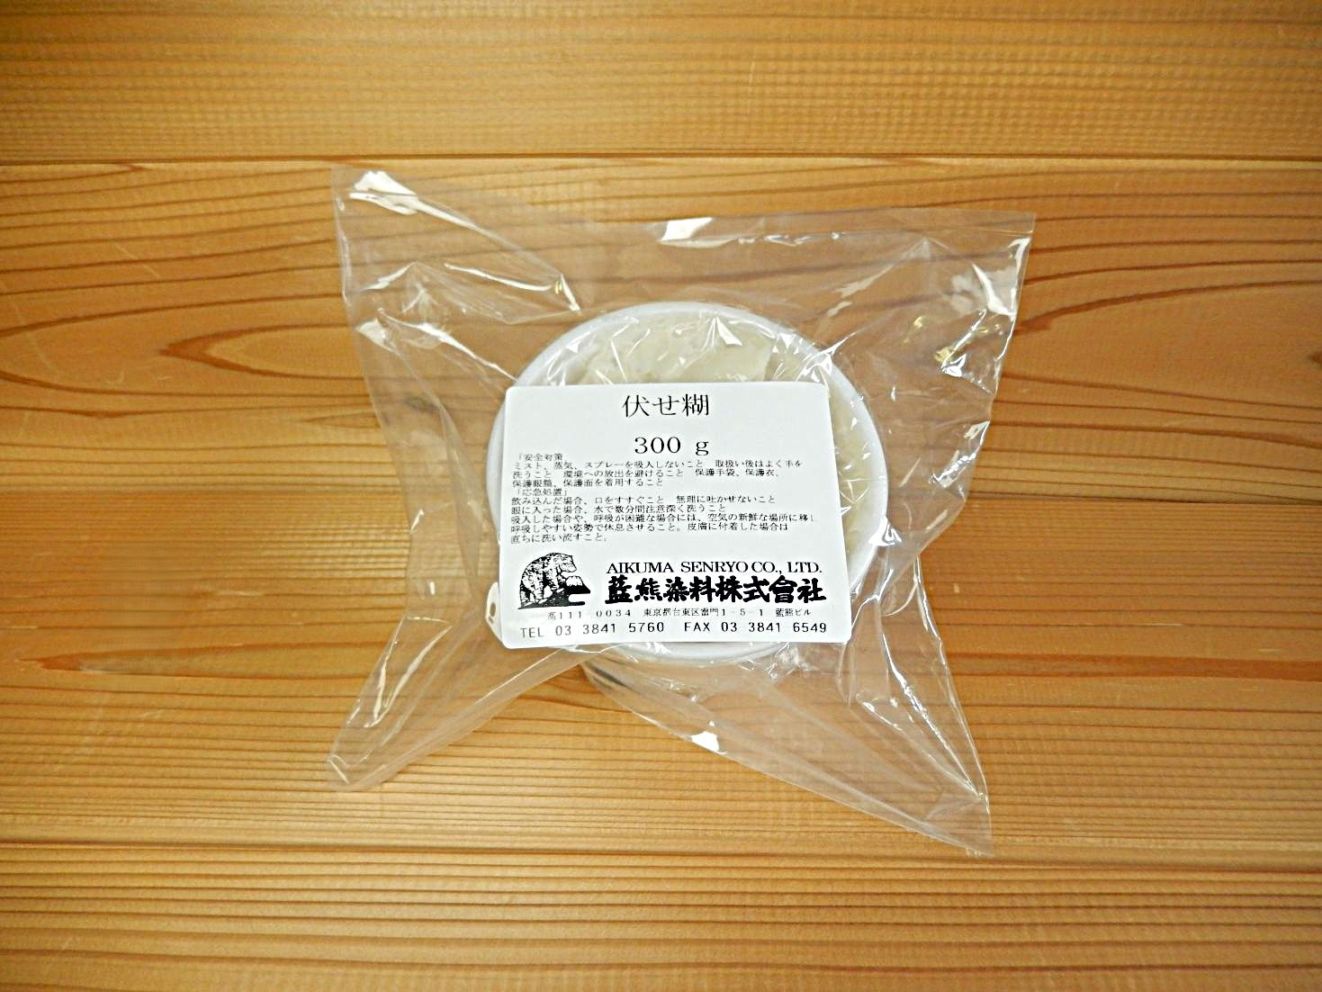 伏せ糊
300 g
「安全対策
ミスト、蒸気、スプレーを吸入しないこと 取扱い後はよく手を
洗うこと 環境への放出を避けること 保護手袋、保護衣、
保護眼鏡、保護面を着用すること
「応急処置」
飲み込んだ場合、口をすすぐこと 無理に吐かせないこと
眼に入った場合、水で数分間注意深く洗うこと
吸入した場合や、呼吸が困難な場合には、空気の新鮮な場所に移し
呼吸しやすい姿勢で休息させること。皮膚に付着した場合は
直ちに洗い流すこと。
AIKUMA SENRYO CO., LTD.
藍熊染料株式會社
〒111-0034 東京都台東区雷門1-5-1 藍熊ビル
TEL 03 3841 5760 FAX 03 3841 6549